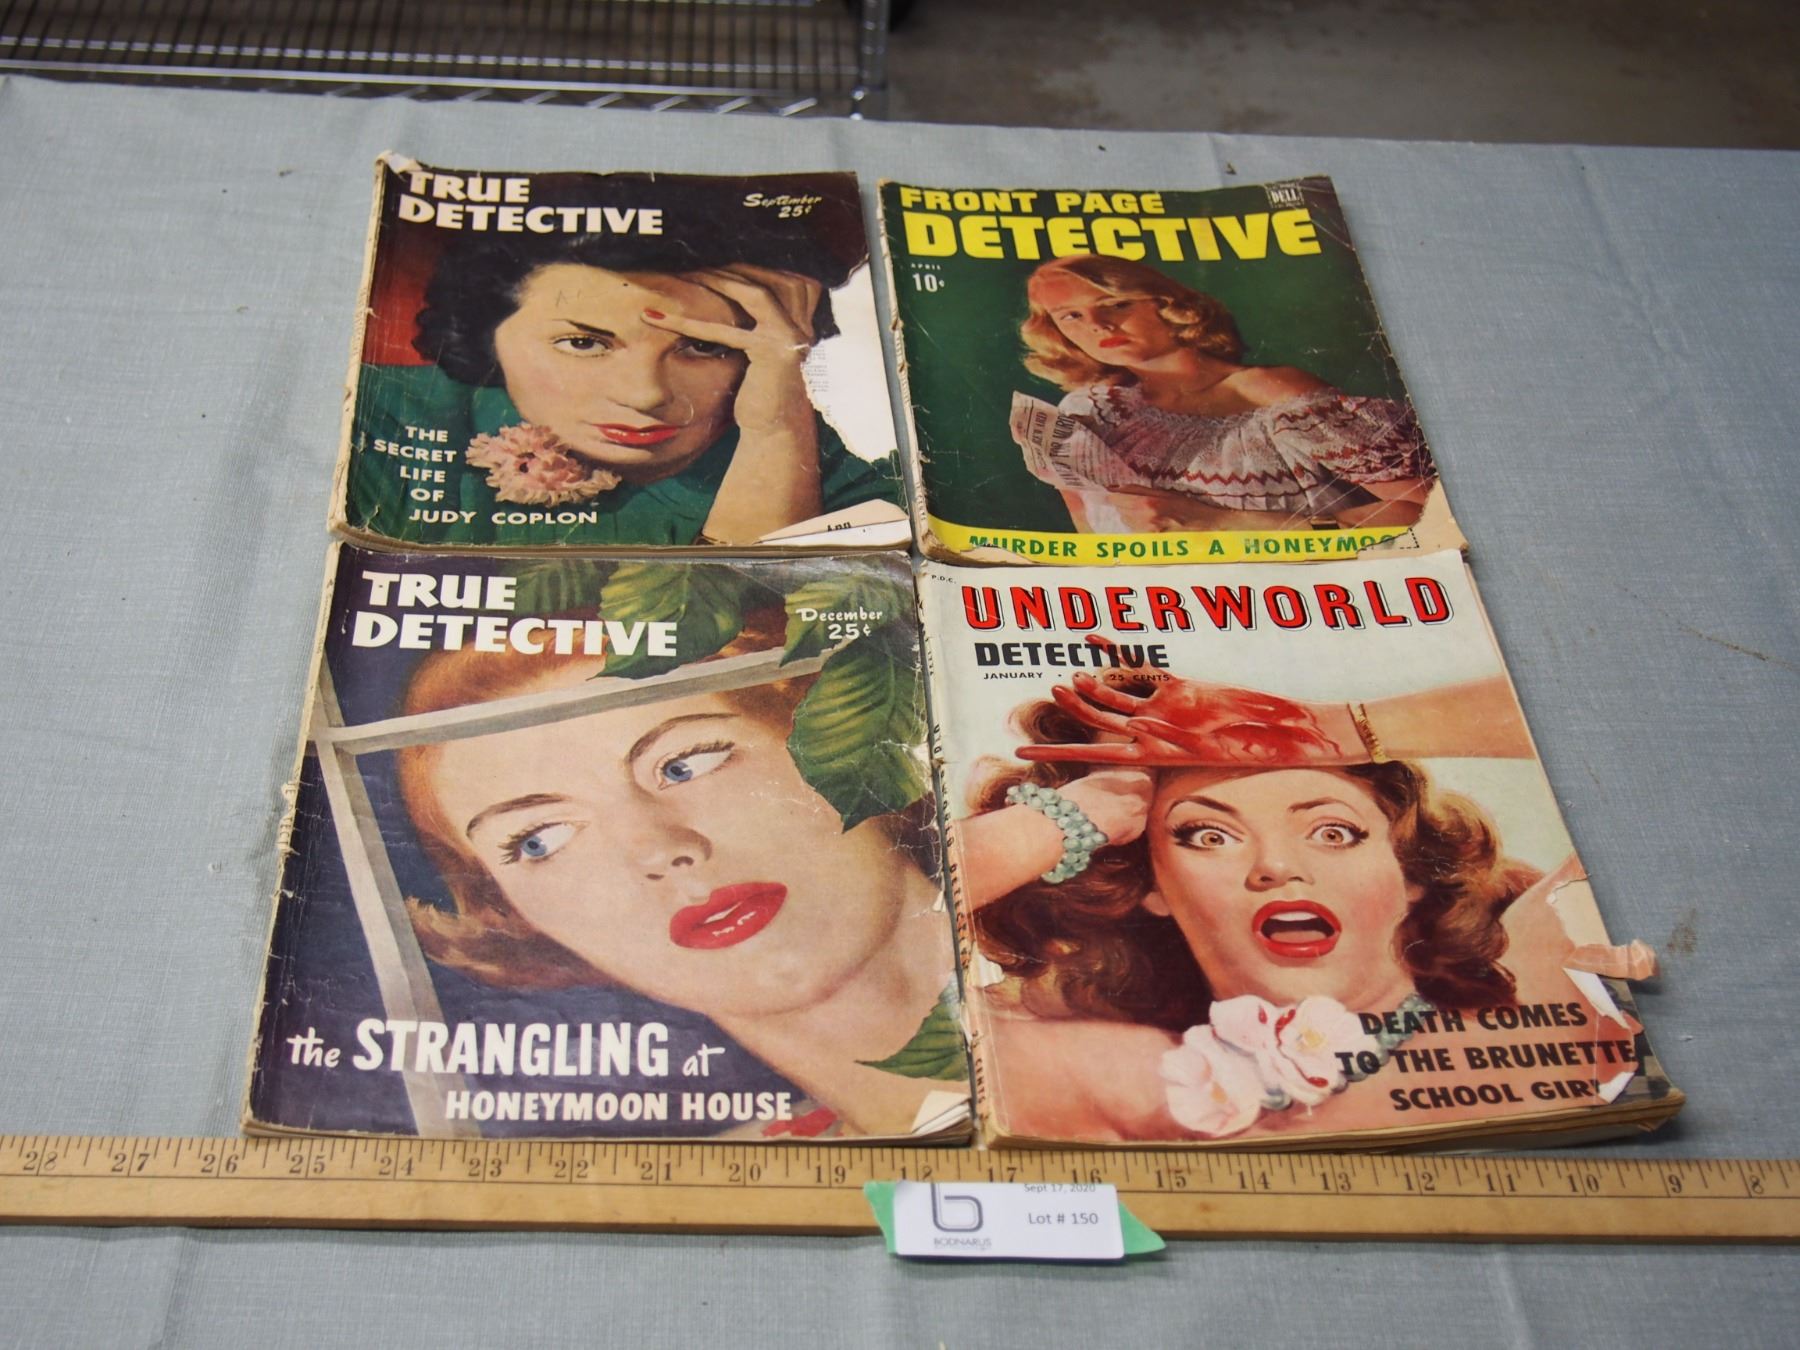 TRUE
DETECTIVE
September
25¢
THE
SECRET
LIFE
OF
JUDY COPLON
FRONT PAGE
DETECTIVE
DELL
APRIL
10¢
MURDER SPOILS A HONEYMOO
TRUE
DETECTIVE
December
25¢
the STRANGLING at
HONEYMOON HOUSE
P.D.C.
UNDERWORLD
DETECTIVE
JANUARY • • • 25 CENTS
DEATH COMES
TO THE BRUNETTE
SCHOOL GIRL
28 27 26 25 24 23 22 21 20 19 18 17 16 15 14 13 12 11 10 9 8
Sept 17, 2020
Lot # 150
BODNARUS